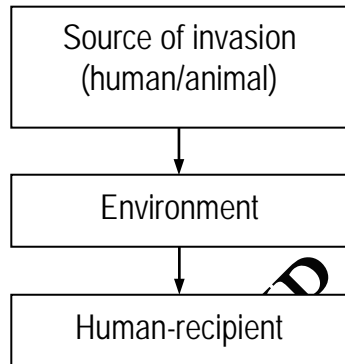 Source of invasion
(human/animal)
Environment
Human-recipient